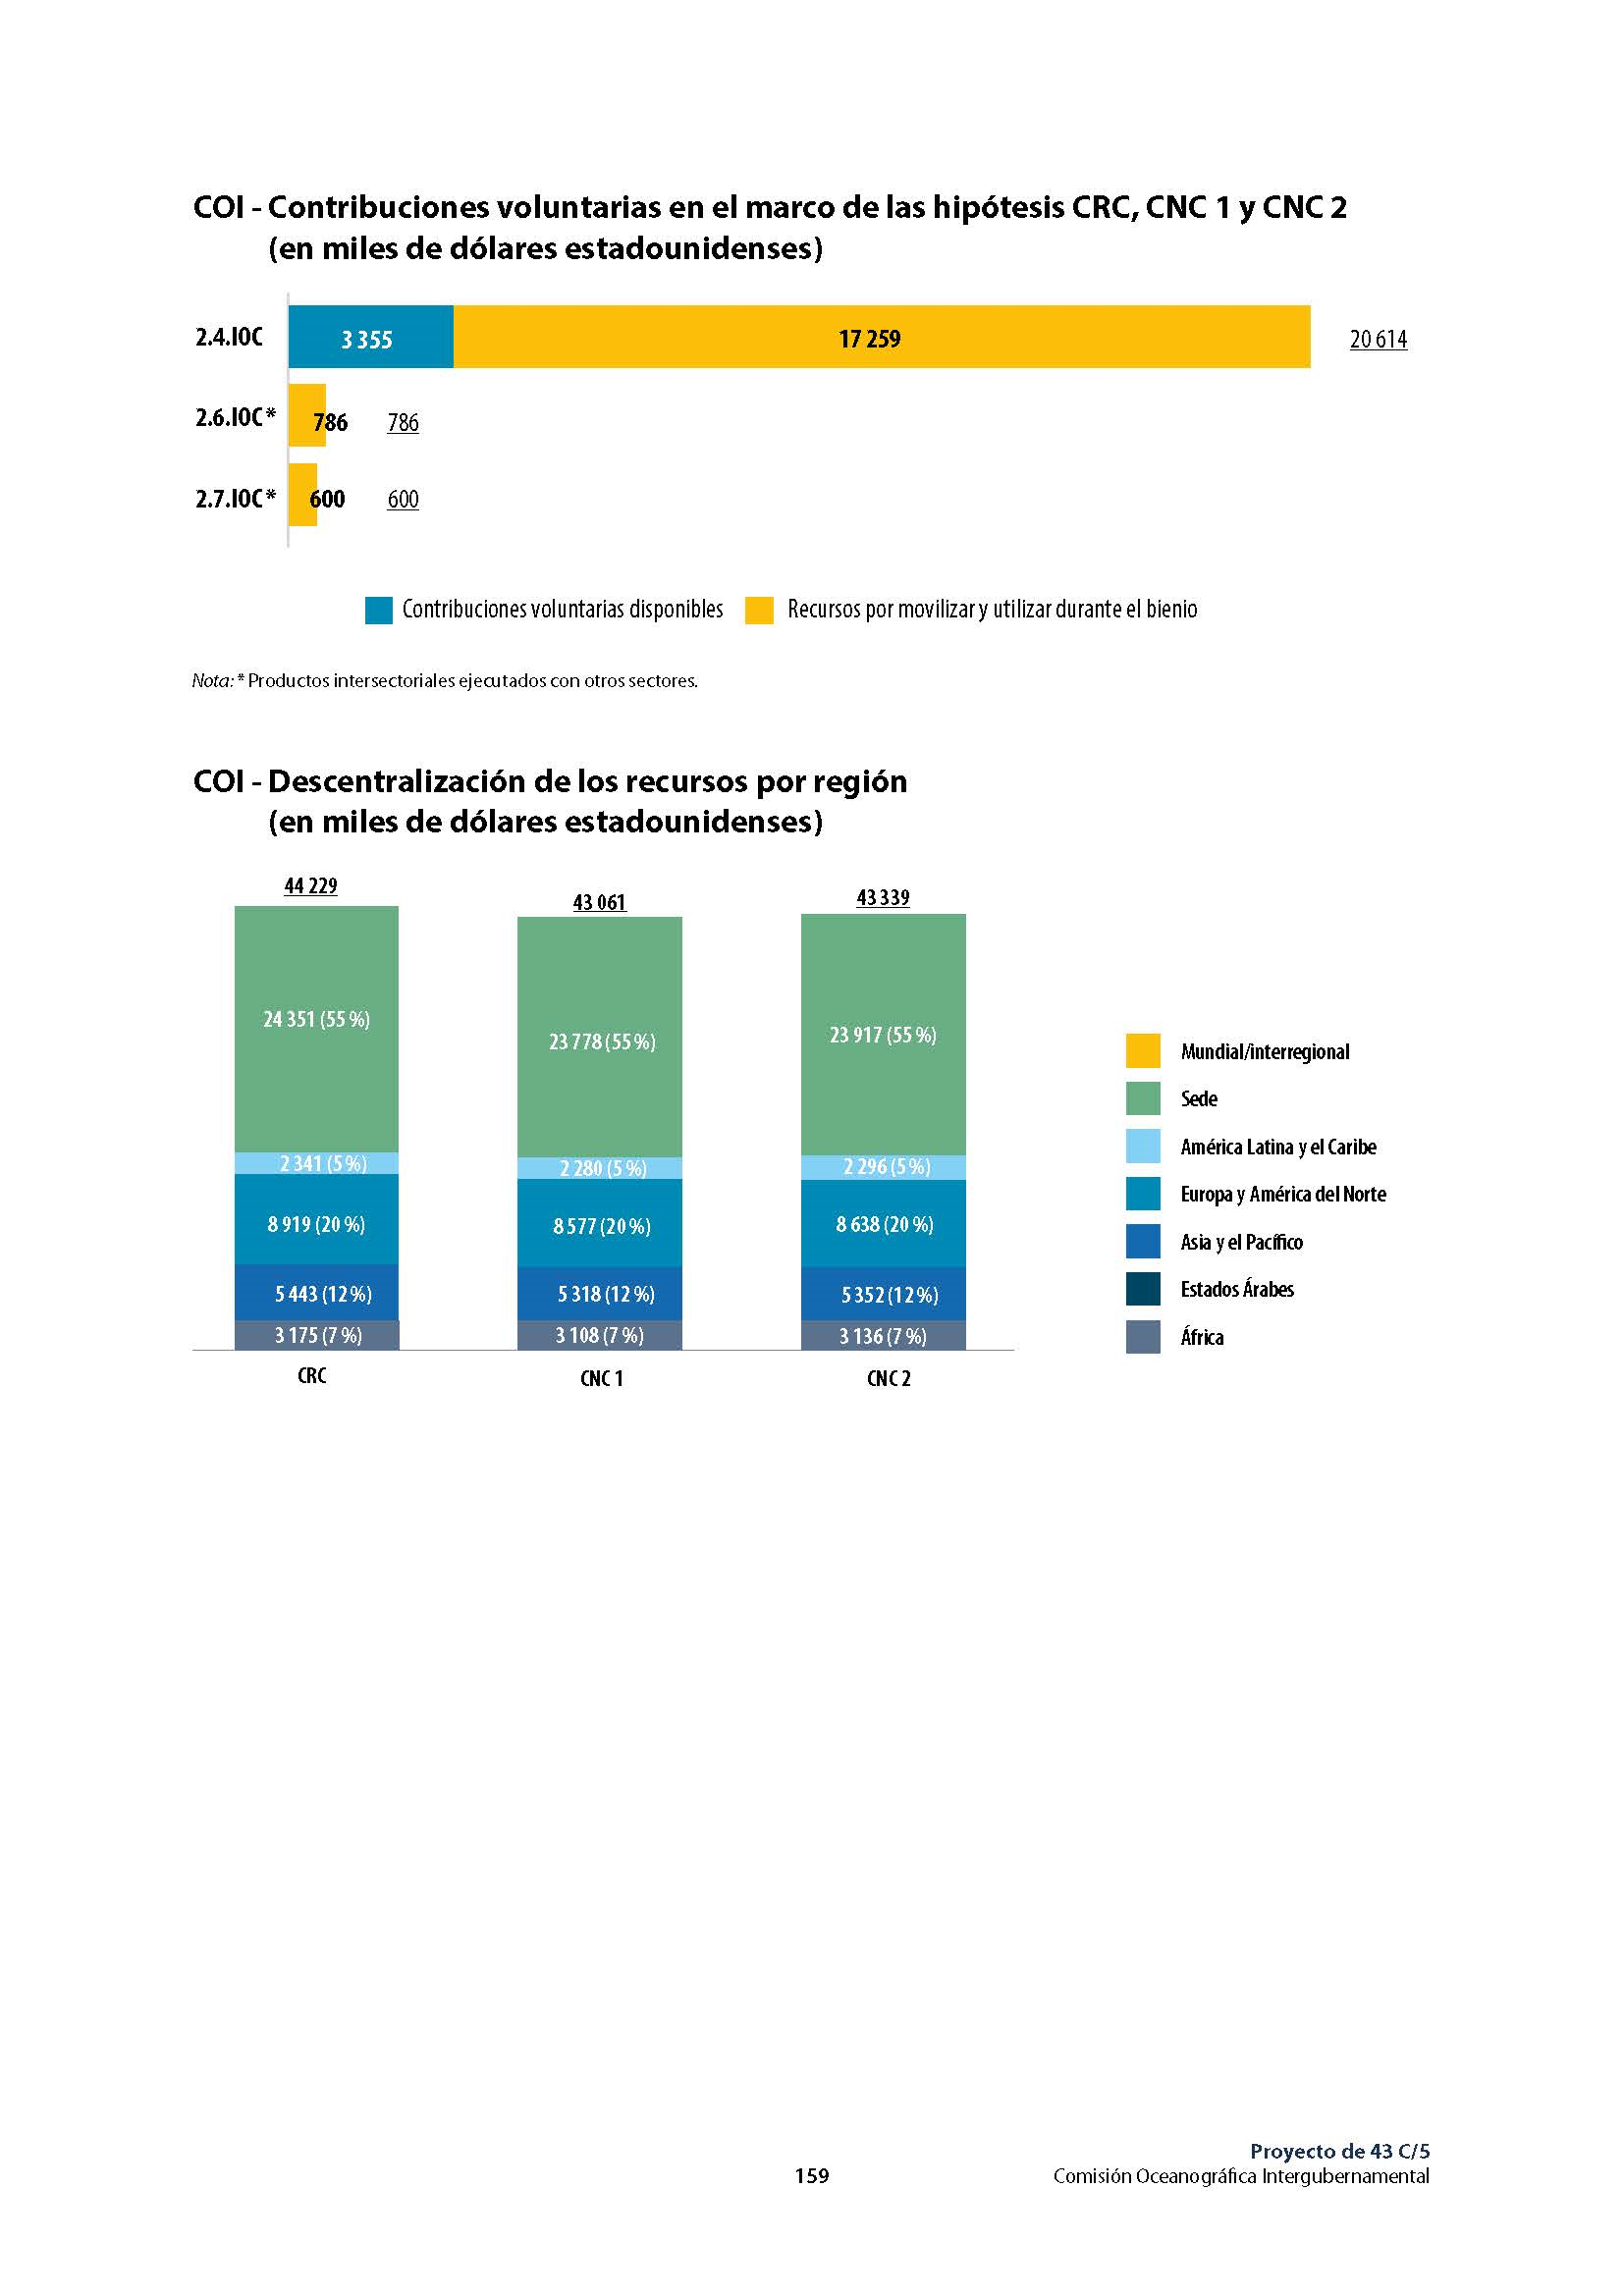 COI - Contribuciones voluntarias en el marco de las hipótesis CRC, CNC 1 y CNC 2
(en miles de dólares estadounidenses)
2.4.IOC 3 355 17 259 20 614
2.6.IOC* 786 786
2.7.IOC* 600 600
Contribuciones voluntarias disponibles Recursos por movilizar y utilizar durante el bienio
Nota: * Productos intersectoriales ejecutados con otros sectores.
COI - Descentralización de los recursos por región
(en miles de dólares estadounidenses)
44 229 43 061 43 339
24 351 (55 %) 23 778 (55 %) 23 917 (55 %)
2 341 (5 %) 2 280 (5 %) 2 296 (5 %)
8 919 (20 %) 8 577 (20 %) 8 638 (20 %)
5 443 (12 %) 5 318 (12 %) 5 352 (12 %)
3 175 (7 %) 3 108 (7 %) 3 136 (7 %)
CRC CNC 1 CNC 2
Mundial/interregional
Sede
América Latina y el Caribe
Europa y América del Norte
Asia y el Pacífico
Estados Árabes
África
Proyecto de 43 C/5
159 Comisión Oceanográfica Intergubernamental